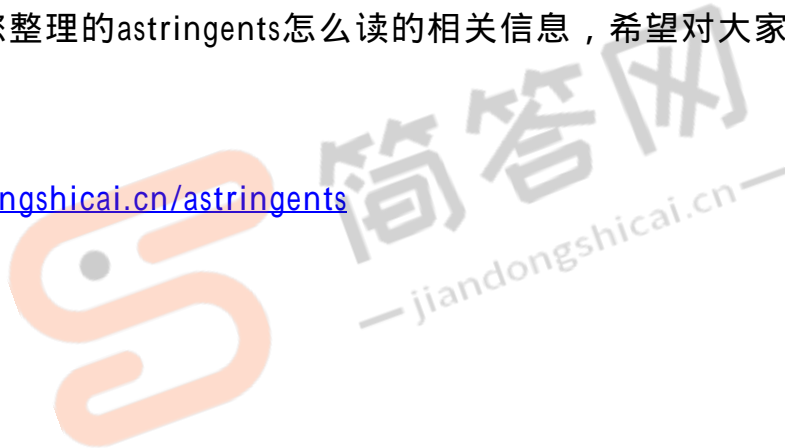 整理的astringents怎么读的相关信息，希望对大家
简答网
jiandongshicai.cn
ngshicai.cn/astringents